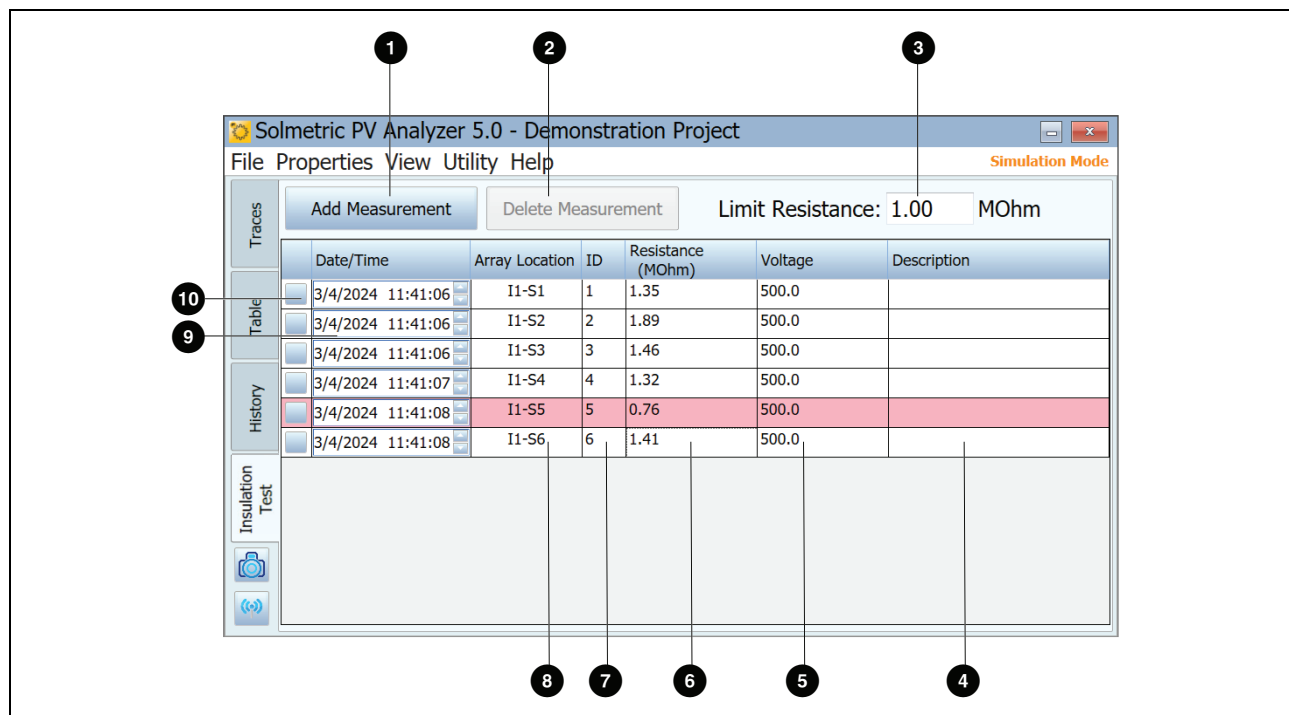 1 2 3
Solmetric PV Analyzer 5.0 - Demonstration Project
File Properties View Utility Help Simulation Mode
Traces
Table
History
Insulation
Test
Add Measurement Delete Measurement Limit Resistance: 1.00 MOhm
Date/Time Array Location ID Resistance (MOhm) Voltage Description
10 3/4/2024 11:41:06 I1-S1 1 1.35 500.0
3/4/2024 11:41:06 I1-S2 2 1.89 500.0
9 3/4/2024 11:41:06 I1-S3 3 1.46 500.0
3/4/2024 11:41:07 I1-S4 4 1.32 500.0
3/4/2024 11:41:08 I1-S5 5 0.76 500.0
3/4/2024 11:41:08 I1-S6 6 1.41 500.0
8 7 6 5 4